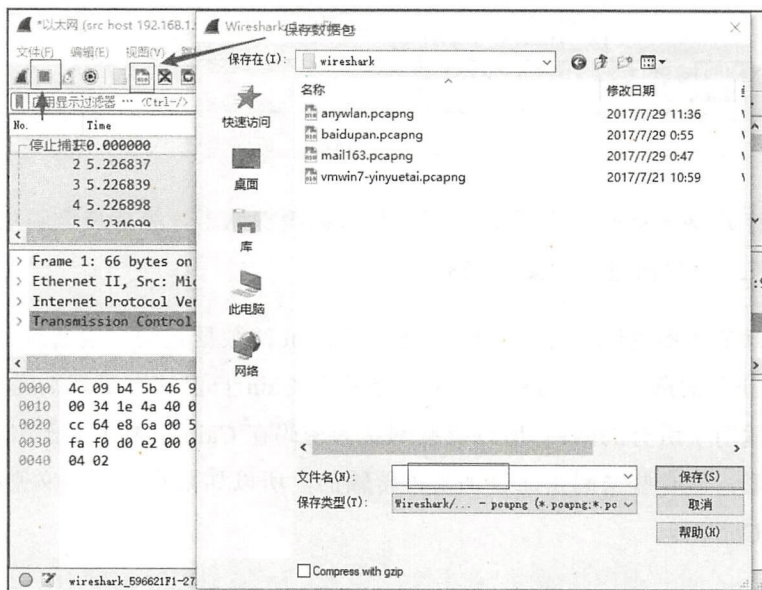 *以太网 (src host 192.168.1.
Wireshark
保存数据包
文件(F) 编辑(E) 视图(V)
保存在(I): wireshark
应用显示过滤器 … <Ctrl-/>
名称 修改日期
快速访问
anywlan.pcapng 2017/7/29 11:36
baidupan.pcapng 2017/7/29 0:55
mail163.pcapng 2017/7/29 0:47
vmwin7-yinyuetai.pcapng 2017/7/21 10:59
No. Time
停止捕获 0.000000
2 5.226837
3 5.226839
4 5.226898
5 5.234699
桌面
库
此电脑
网络
Frame 1: 66 bytes on
Ethernet II, Src: Mic
Internet Protocol Ver
Transmission Control
0000 4c 09 b4 5b 46 9
0010 00 34 1e 4a 40 0
0020 cc 64 e8 6a 00 5
0030 fa f0 d0 e2 00 0
0040 04 02
文件名(N): 保存(S)
保存类型(T): Wireshark/... - pcapng (*.pcapng;*.pc 取消
帮助(H)
Compress with gzip
wireshark_596621F1-27